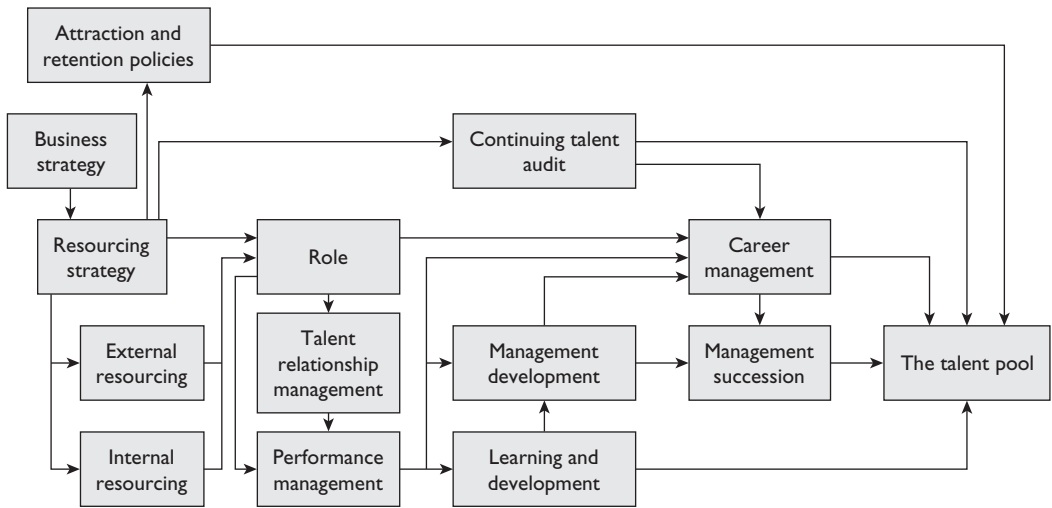 Attraction and
retention policies
Business
strategy
Continuing talent
audit
Resourcing
strategy
Role
Career
management
External
resourcing
Talent
relationship
management
Management
development
Management
succession
The talent pool
Internal
resourcing
Performance
management
Learning and
development